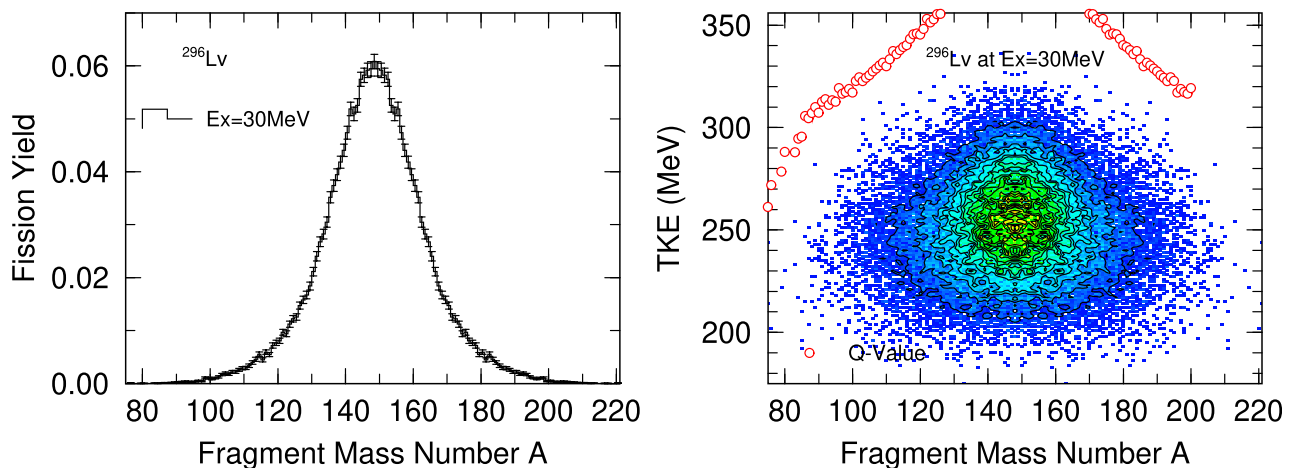 Fission Yield
0.06
0.04
0.02
0.00
296Lv
Ex=30MeV
80 100 120 140 160 180 200 220
Fragment Mass Number A
TKE (MeV)
350
300
250
200
296Lv at Ex=30MeV
Q-Value
80 100 120 140 160 180 200 220
Fragment Mass Number A